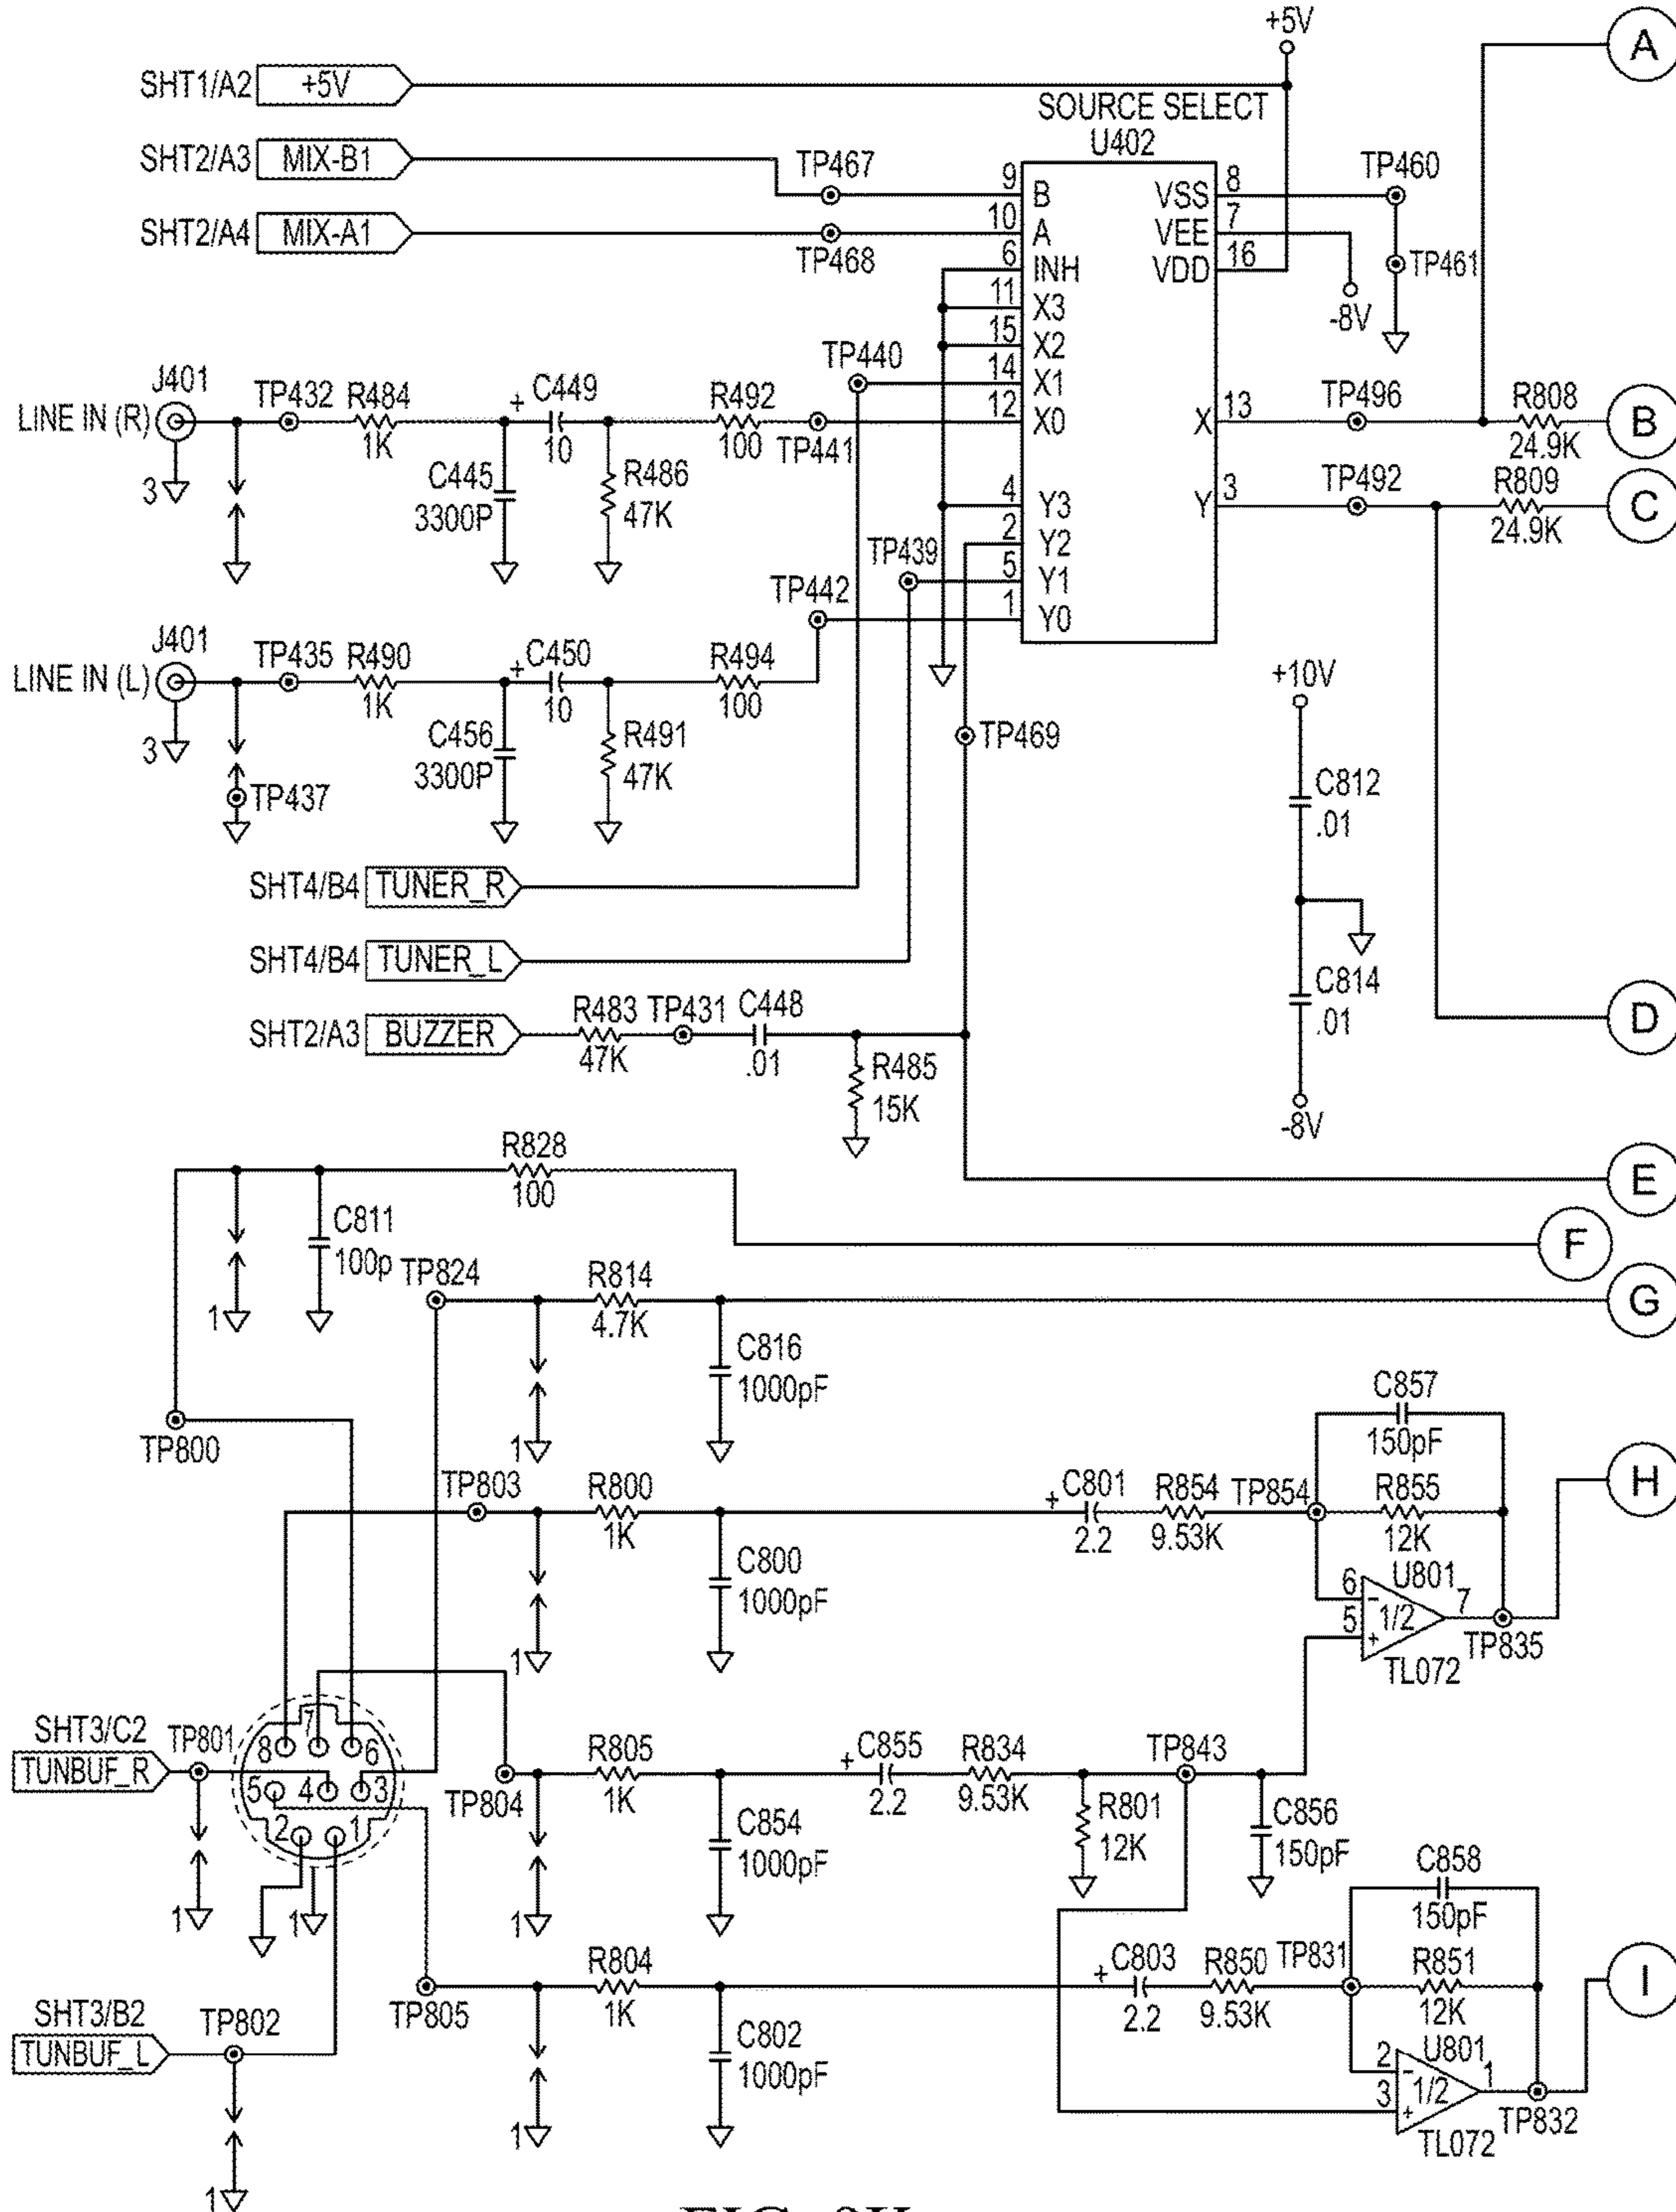 +5V
A
SHT1/A2 +5V
SOURCE SELECT
U402
SHT2/A3 MIX-B1
TP467
9 B
VSS 8
TP460
SHT2/A4 MIX-A1
TP468
10 A
VEE 7
6 INH
VDD 16
TP461
11 X3
-8V
15 X2
TP440
14 X1
12 X0
J401
LINE IN (R)
TP432
R484
1K
+
C449
10
R492
100
TP441
X 13
TP496
R808
24.9K
B
3
C445
3300P
R486
47K
4 Y3
Y 3
TP492
R809
24.9K
C
2 Y2
TP439
5 Y1
TP442
1 Y0
J401
LINE IN (L)
TP435
R490
1K
+
C450
10
R494
100
+10V
3
C456
3300P
R491
47K
TP469
TP437
C812
.01
SHT4/B4 TUNER_R
SHT4/B4 TUNER_L
C814
.01
SHT2/A3 BUZZER
R483
47K
TP431
C448
.01
D
R485
15K
-8V
R828
100
E
C811
100p
F
1
TP824
R814
4.7K
G
C816
1000pF
C857
150pF
TP800
1
H
TP803
R800
1K
+
C801
2.2
R854
9.53K
TP854
R855
12K
C800
1000pF
U801
6
-
5
+
1/2
7
TP835
TL072
1
SHT3/C2
TUNBUF_R
TP801
7
8
6
5
4
3
2
1
TP804
R805
1K
+
C855
2.2
R834
9.53K
TP843
C854
1000pF
R801
12K
C856
150pF
C858
150pF
1
1
1
TP805
R804
1K
+
C803
2.2
R850
9.53K
TP831
R851
12K
I
SHT3/B2
TUNBUF_L
TP802
C802
1000pF
U801
2
-
3
+
1/2
1
TP832
TL072
1
1